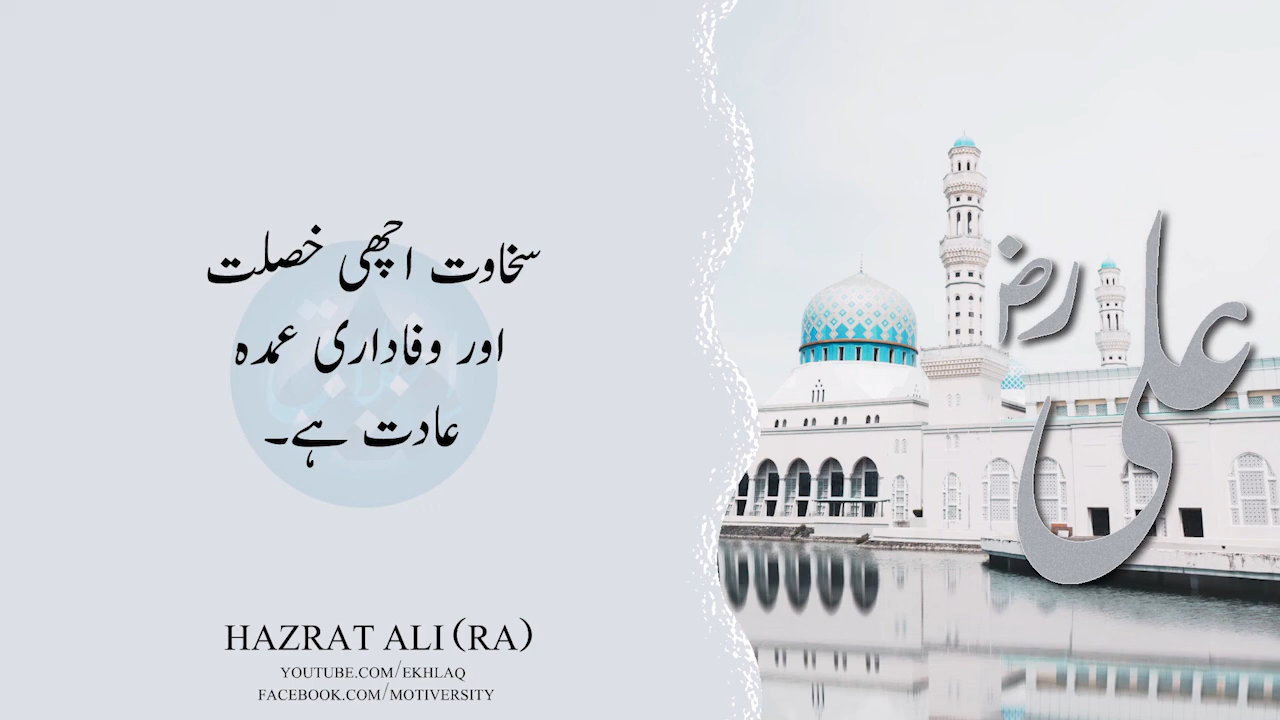 سخاوت اچھی خصلت
اور وفاداری عمدہ
عادت ہے۔
HAZRAT ALI (RA)
YOUTUBE.COM/EKHLAQ
FACEBOOK.COM/MOTIVERSITY
علی رض